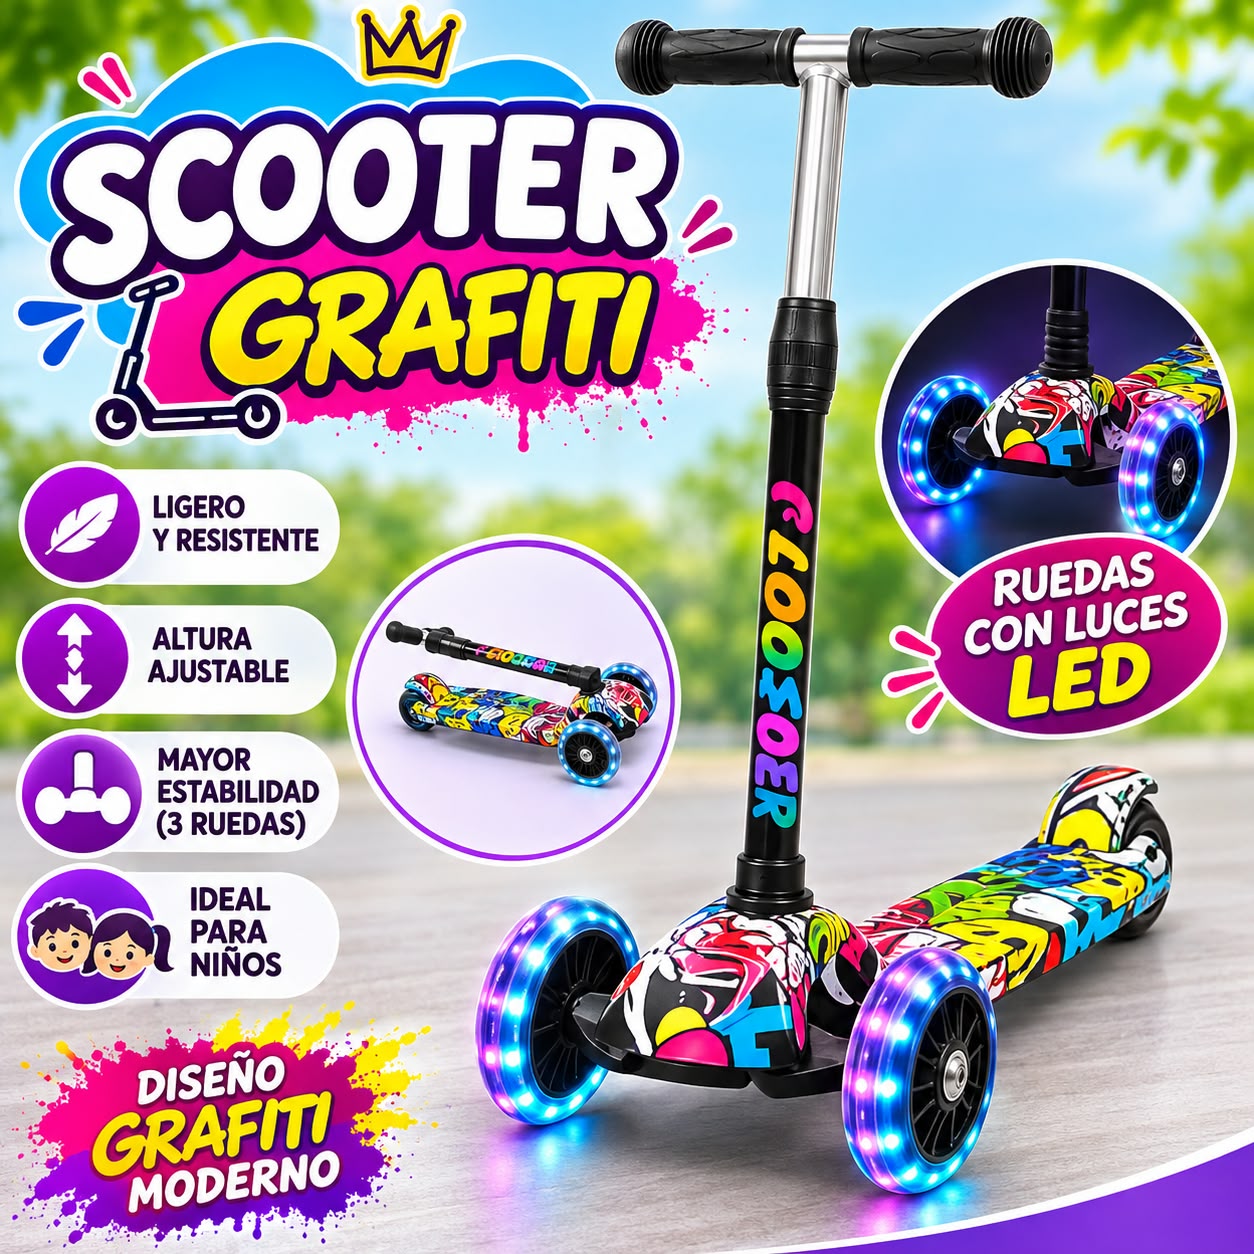 SCOOTER
GRAFITI
LIGERO
Y RESISTENTE
ALTURA
AJUSTABLE
MAYOR
ESTABILIDAD
(3 RUEDAS)
IDEAL
PARA
NIÑOS
DISEÑO
GRAFITI
MODERNO
RUEDAS
CON LUCES
LED